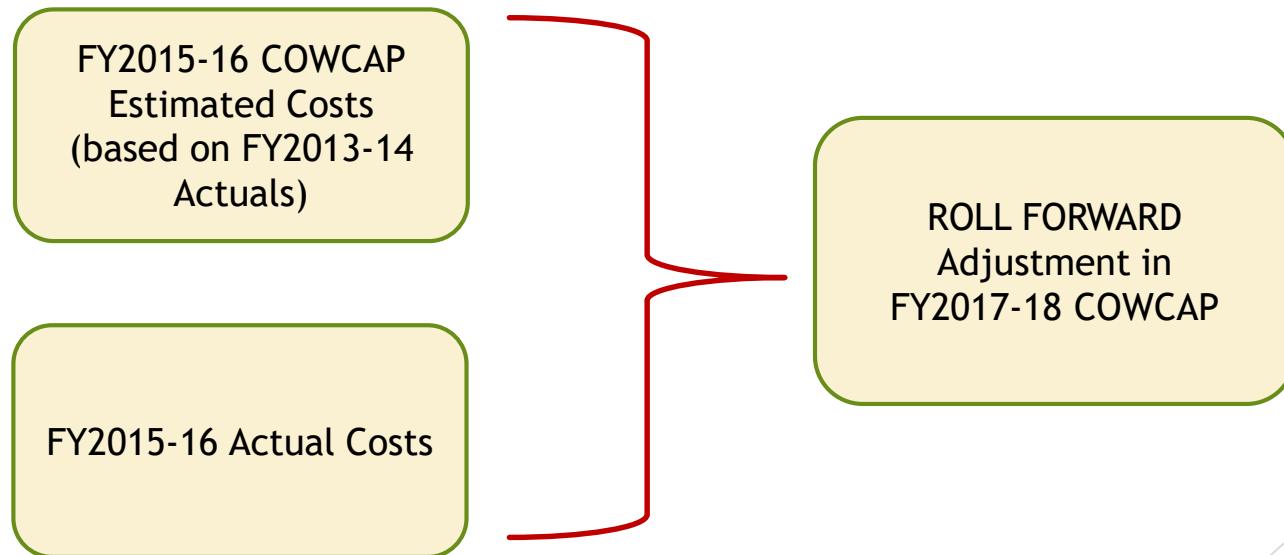 FY2015-16 COWCAP
Estimated Costs
(based on FY2013-14
Actuals)
FY2015-16 Actual Costs
ROLL FORWARD
Adjustment in
FY2017-18 COWCAP